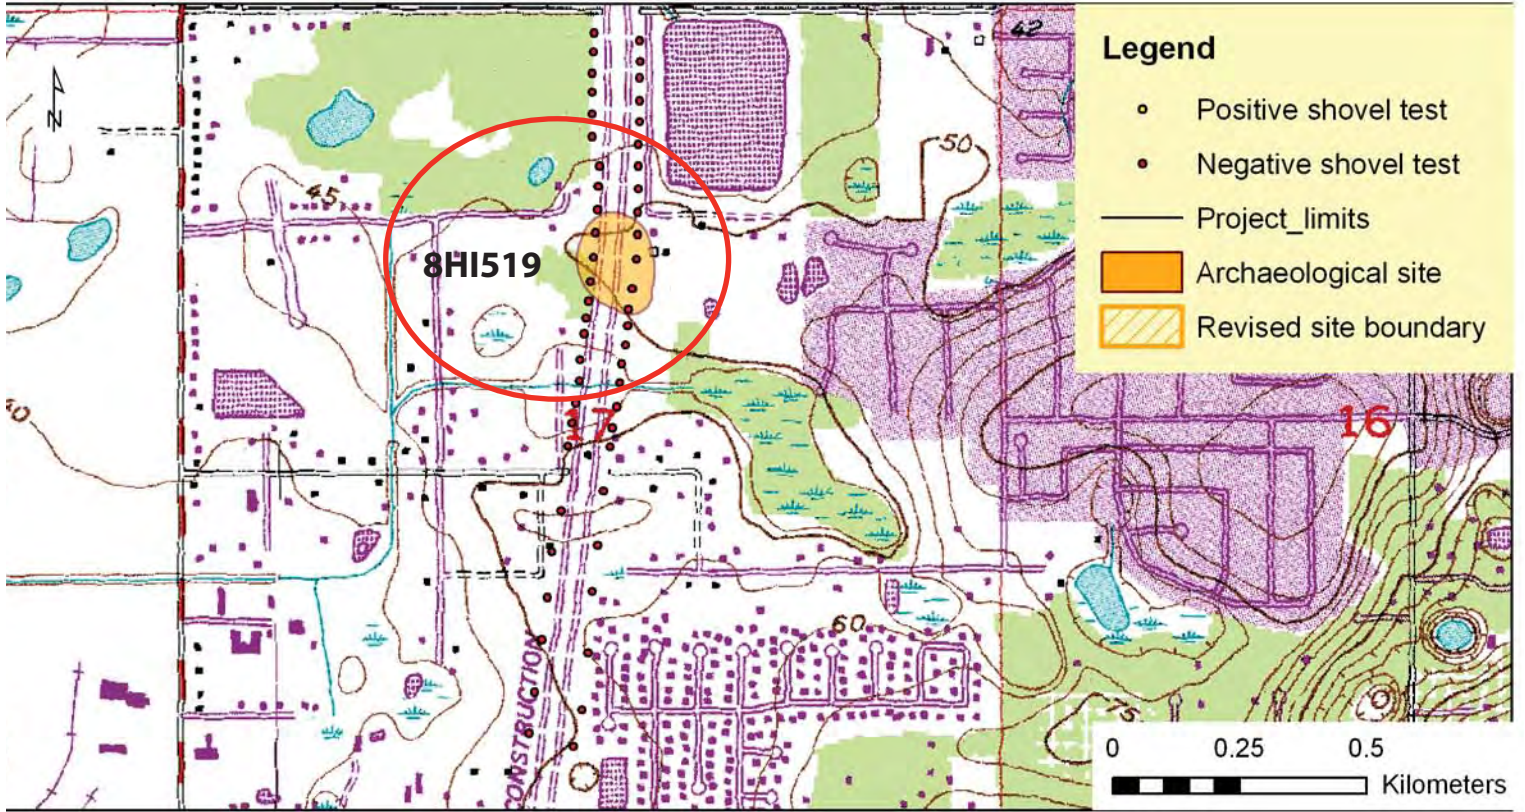 42
Legend
Positive shovel test
Negative shovel test
Project_limits
Archaeological site
Revised site boundary
N
50
45
8HI519
40
17
16
60
CONSTRUCTION
75
0 0.25 0.5
Kilometers